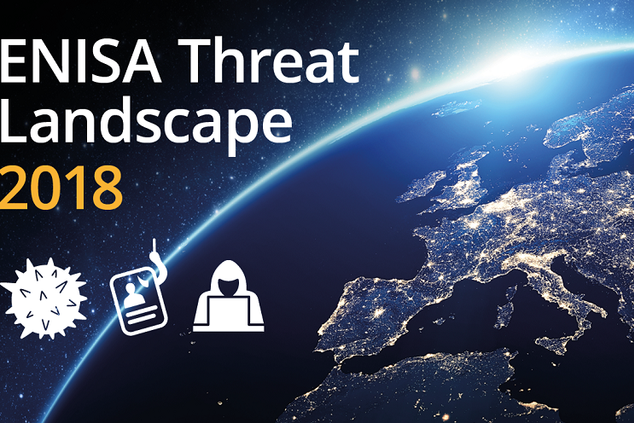 ENISA Threat
Landscape
2018